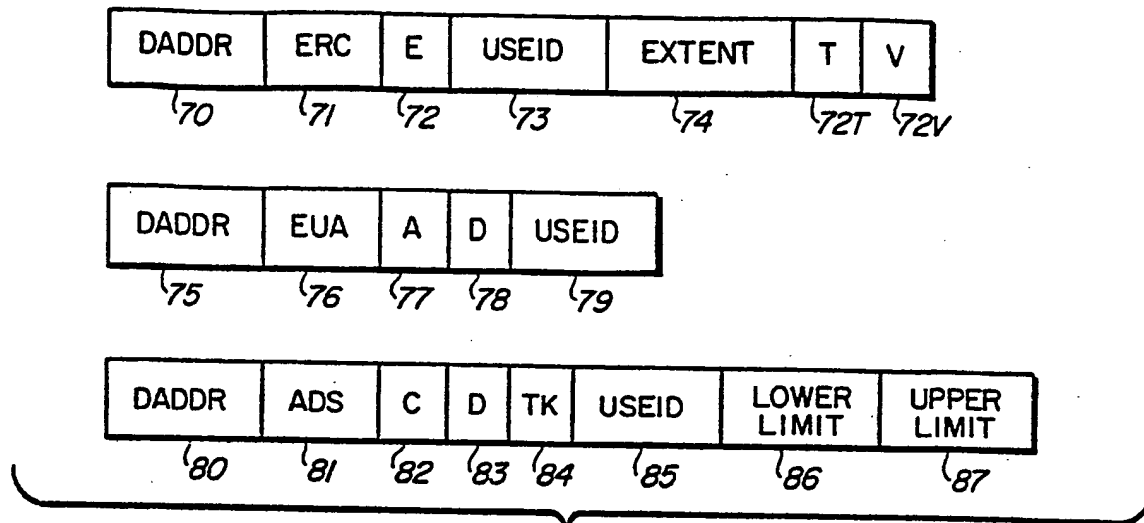 DADDR ERC E USEID EXTENT T V
70 71 72 73 74 72T 72V
DADDR EUA A D USEID
75 76 77 78 79
DADDR ADS C D TK USEID LOWER LIMIT UPPER LIMIT
80 81 82 83 84 85 86 87